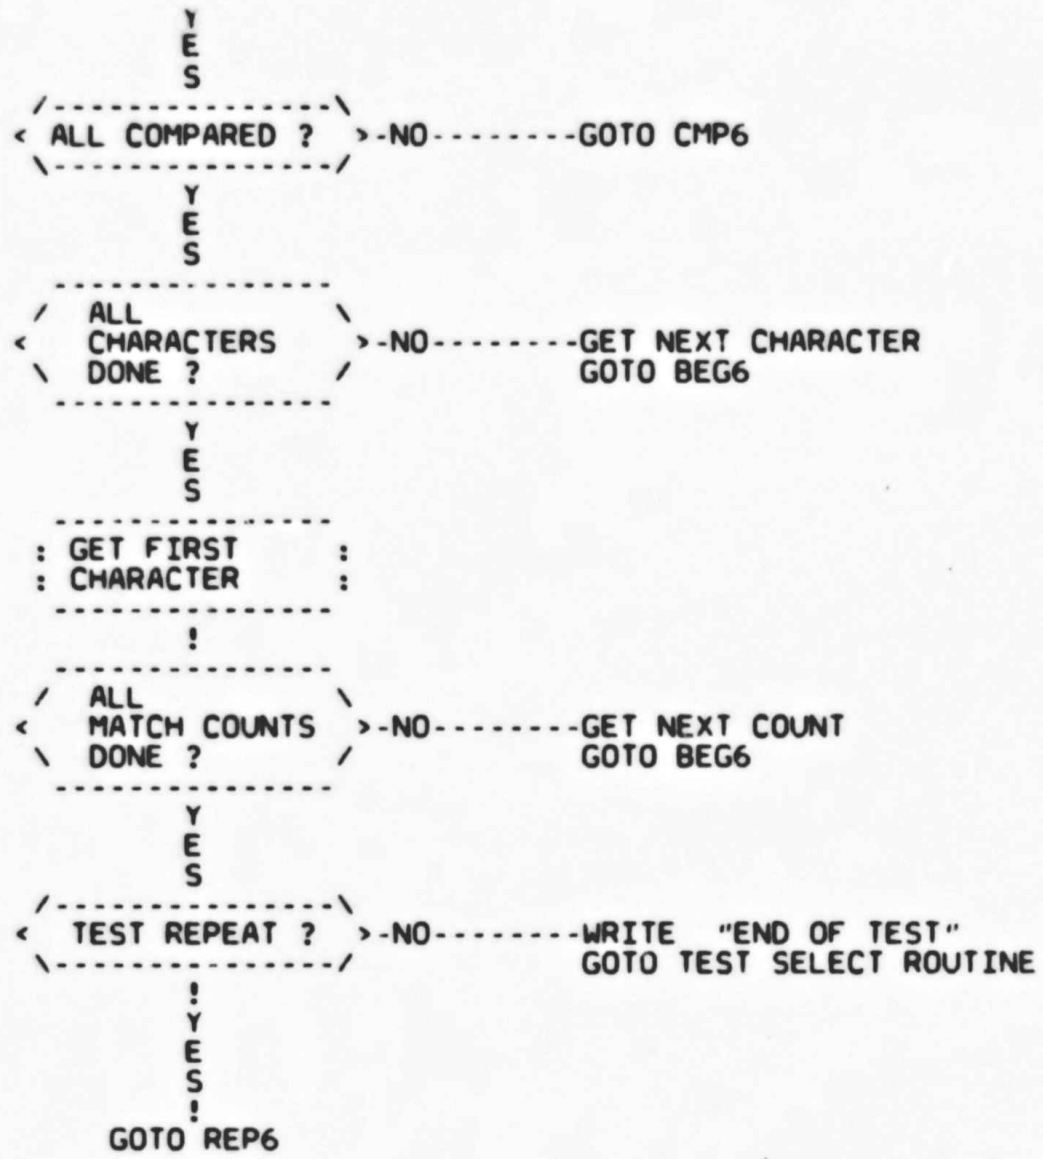 Y
E
S
/---------------\
< ALL COMPARED ? >-NO--------GOTO CMP6
\---------------/
Y
E
S
---------------
/ ALL \
< CHARACTERS >-NO--------GET NEXT CHARACTER
\ DONE ? / GOTO BEG6
---------------
Y
E
S
---------------
: GET FIRST :
: CHARACTER :
---------------
!
---------------
/ ALL \
< MATCH COUNTS >-NO--------GET NEXT COUNT
\ DONE ? / GOTO BEG6
---------------
Y
E
S
/---------------\
< TEST REPEAT ? >-NO--------WRITE "END OF TEST"
\---------------/ GOTO TEST SELECT ROUTINE
!
Y
E
S
!
GOTO REP6